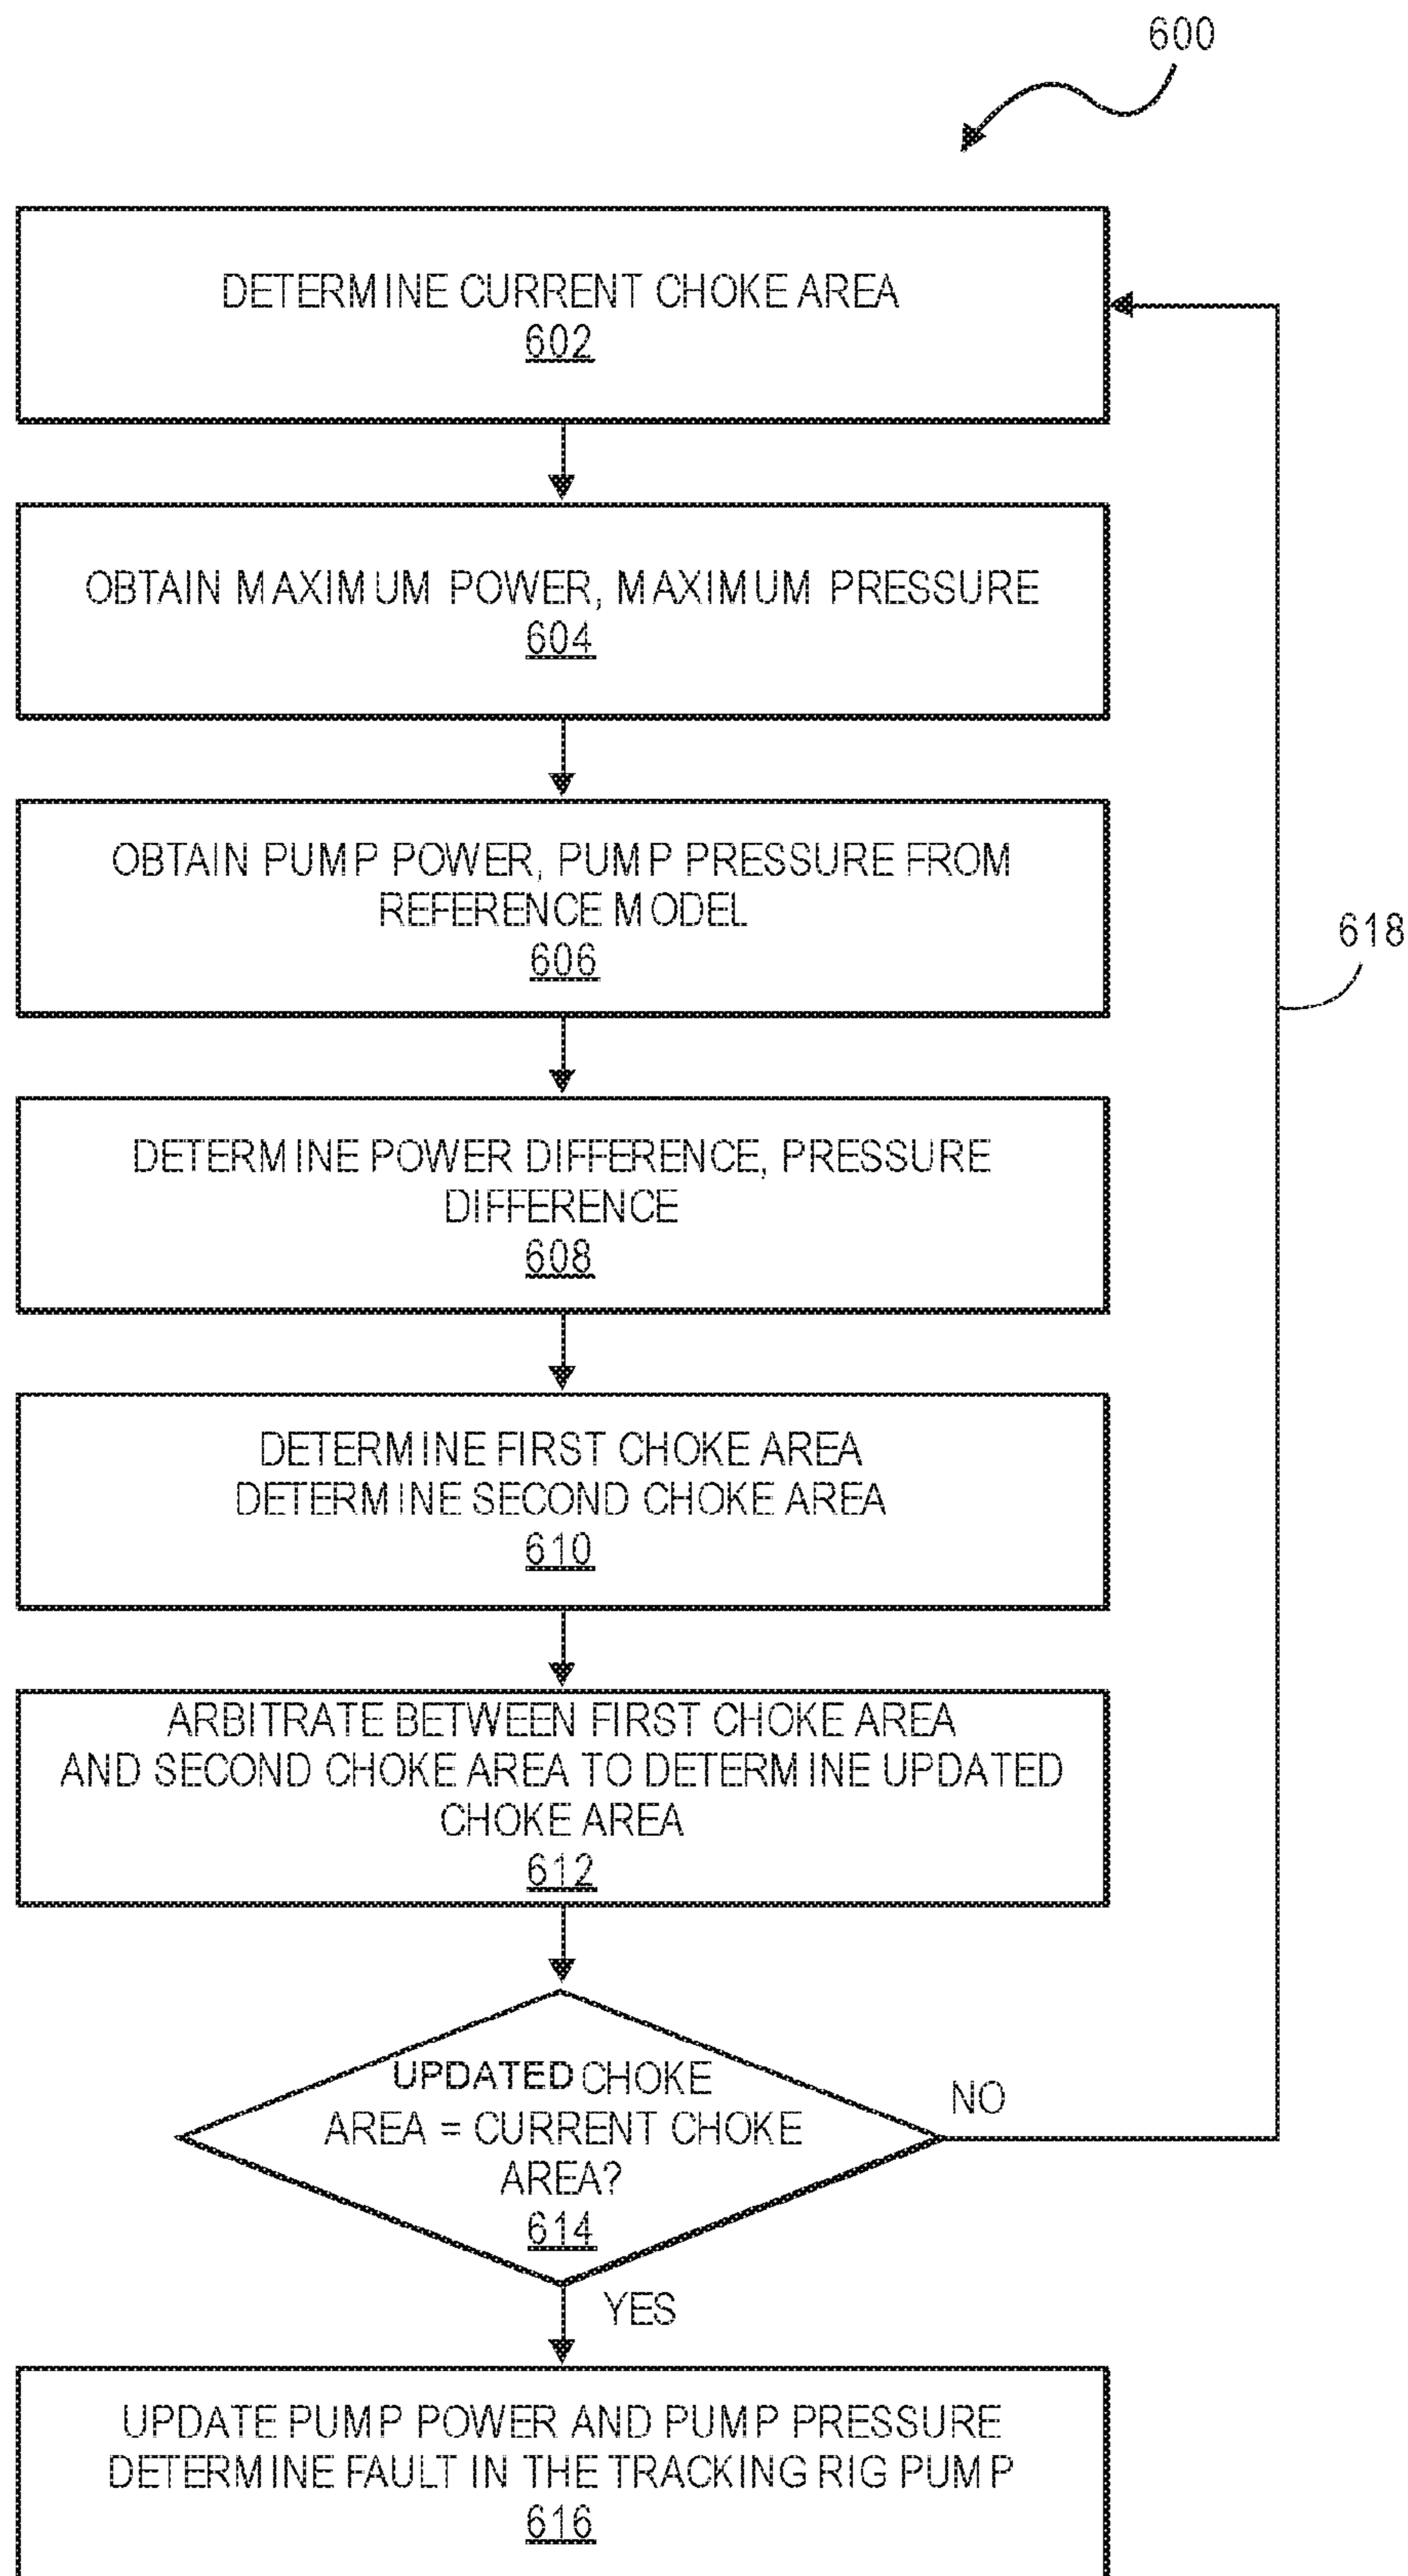 600
DETERMINE CURRENT CHOKE AREA
602
OBTAIN MAXIMUM POWER, MAXIMUM PRESSURE
604
OBTAIN PUMP POWER, PUMP PRESSURE FROM
REFERENCE MODEL
606
618
DETERMINE POWER DIFFERENCE, PRESSURE
DIFFERENCE
608
DETERMINE FIRST CHOKE AREA
DETERMINE SECOND CHOKE AREA
610
ARBITRATE BETWEEN FIRST CHOKE AREA
AND SECOND CHOKE AREA TO DETERMINE UPDATED
CHOKE AREA
612
UPDATED CHOKE
AREA = CURRENT CHOKE
AREA?
614
NO
YES
UPDATE PUMP POWER AND PUMP PRESSURE
DETERMINE FAULT IN THE TRACKING RIG PUMP
616